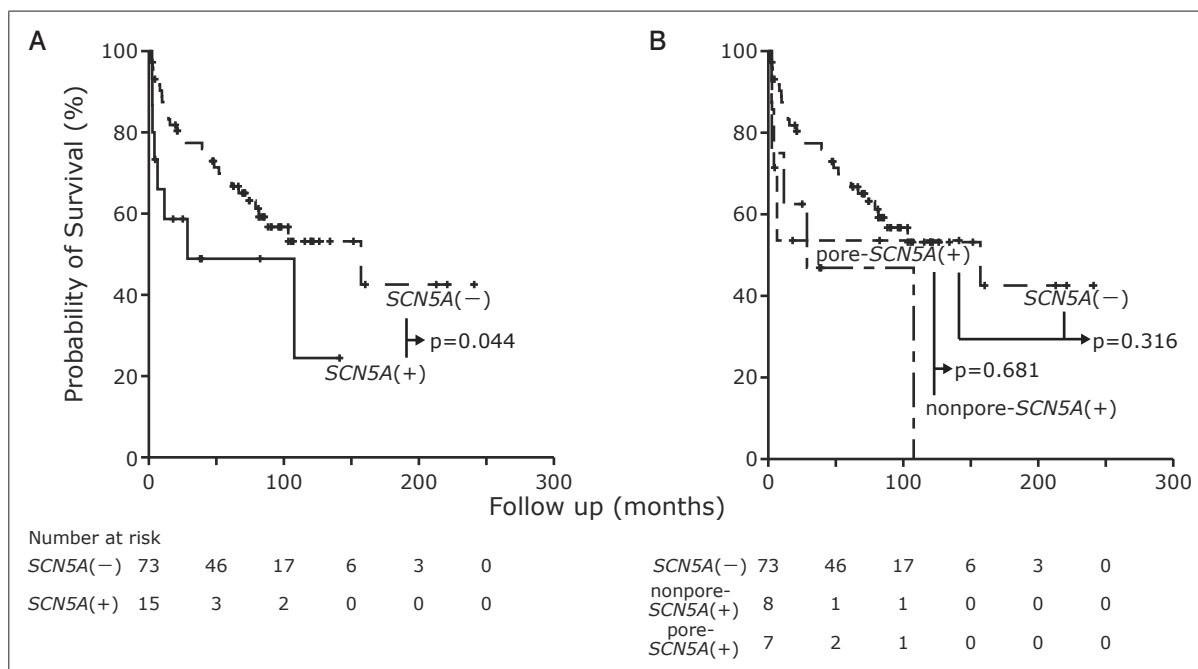 A
B
Probability of Survival (%)
100
80
60
40
20
0
SCN5A(−)
p=0.044
SCN5A(+)
0
100
200
300
100
80
60
40
20
0
pore-SCN5A(+)
SCN5A(−)
p=0.316
p=0.681
nonpore-SCN5A(+)
0
100
200
300
Follow up (months)
Number at risk
SCN5A(−) 73 46 17 6 3 0
SCN5A(+) 15 3 2 0 0 0
SCN5A(−) 73 46 17 6 3 0
nonpore-
SCN5A(+) 8 1 1 0 0 0
pore-
SCN5A(+) 7 2 1 0 0 0